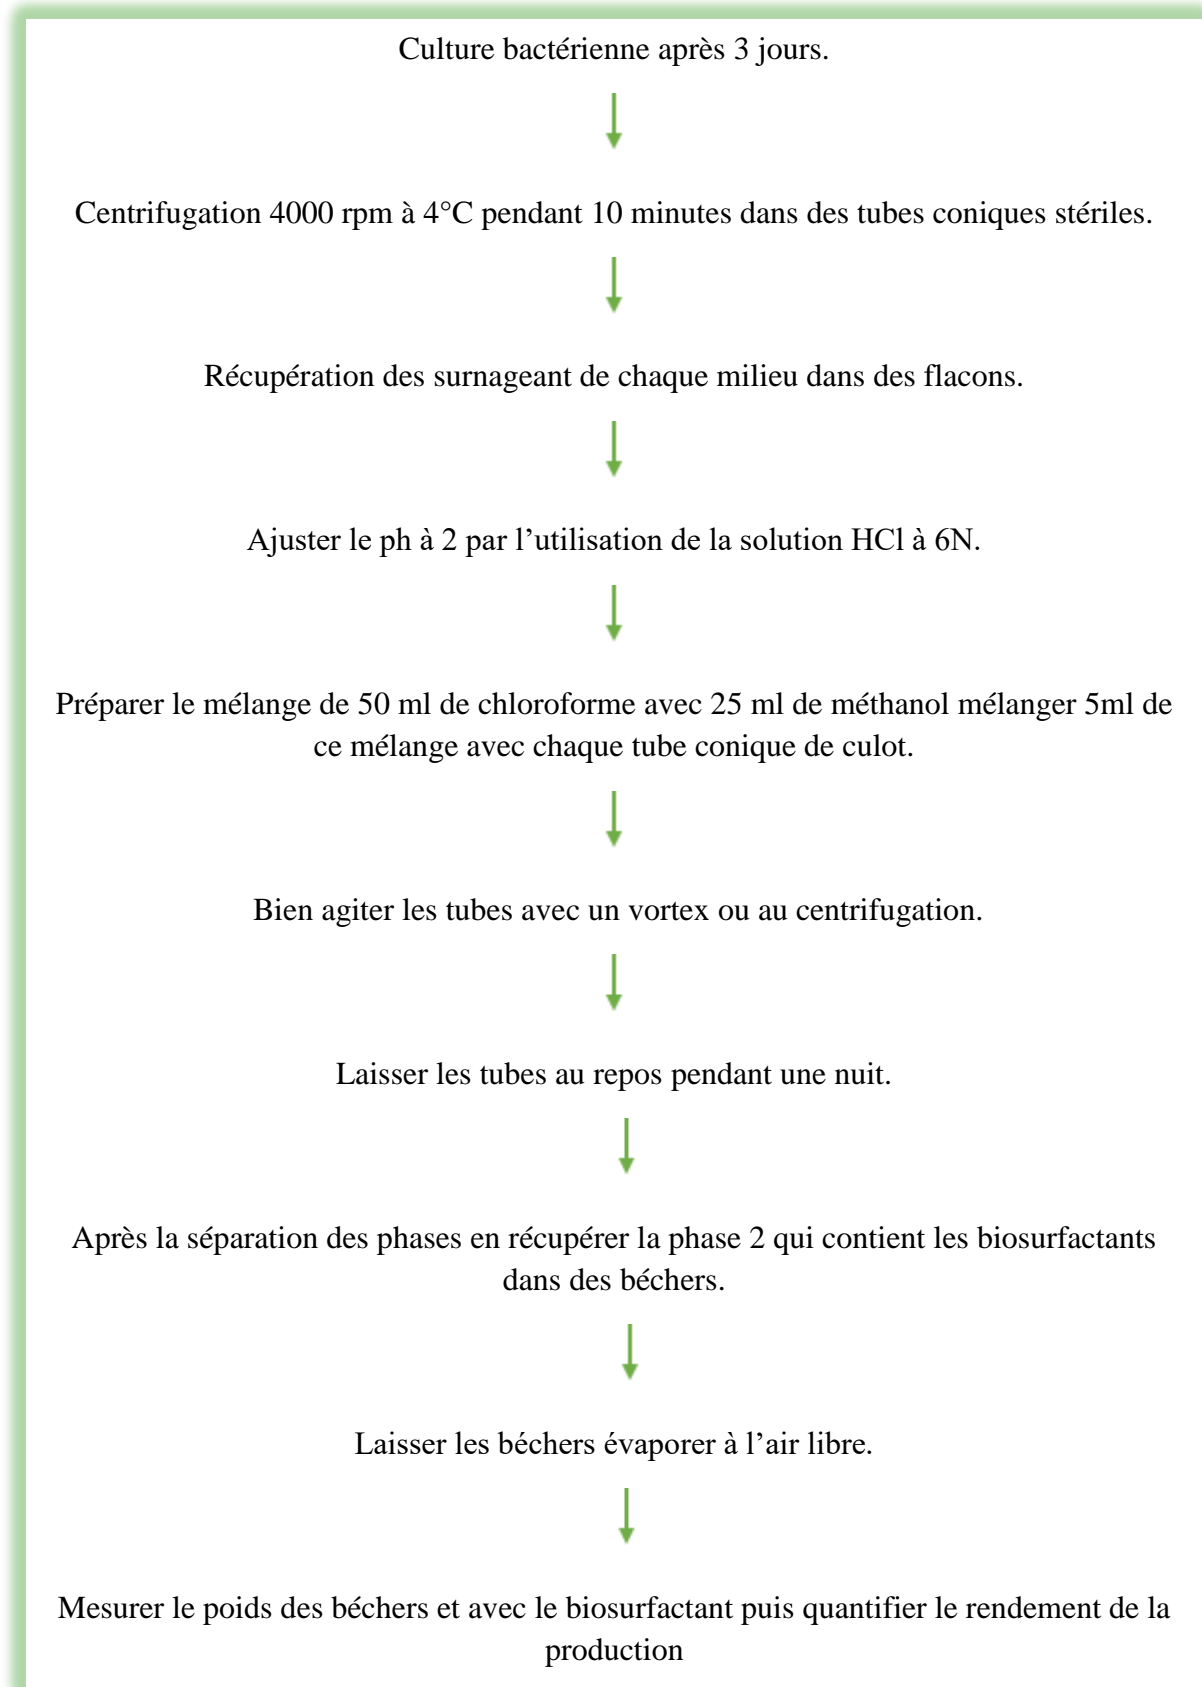 Culture bactérienne après 3 jours.
Centrifugation 4000 rpm à 4°C pendant 10 minutes dans des tubes coniques stériles.
Récupération des surnageant de chaque milieu dans des flacons.
Ajuster le ph à 2 par l’utilisation de la solution HCl à 6N.
Préparer le mélange de 50 ml de chloroforme avec 25 ml de méthanol mélanger 5ml de
ce mélange avec chaque tube conique de culot.
Bien agiter les tubes avec un vortex ou au centrifugation.
Laisser les tubes au repos pendant une nuit.
Après la séparation des phases en récupérer la phase 2 qui contient les biosurfactants
dans des béchers.
Laisser les béchers évaporer à l’air libre.
Mesurer le poids des béchers et avec le biosurfactant puis quantifier le rendement de la
production